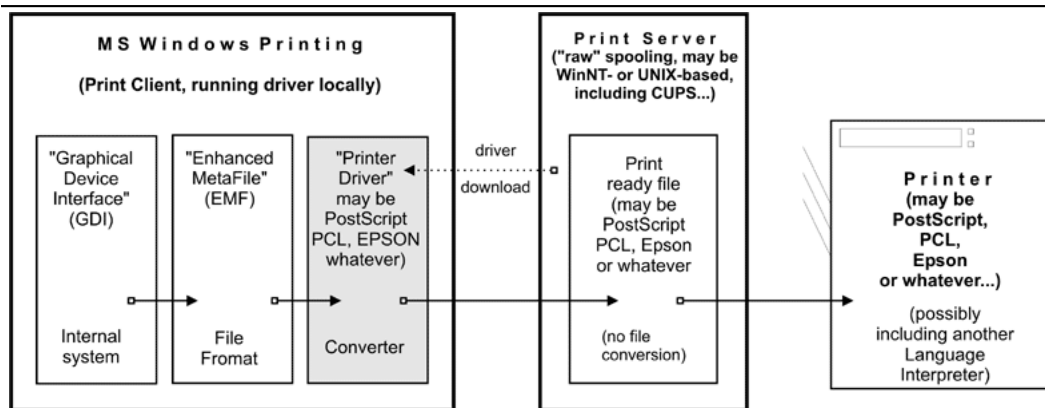 MS Windows Printing
(Print Client, running driver locally)
"Graphical
Device
Interface"
(GDI)
Internal
system
"Enhanced
MetaFile"
(EMF)
File
Fromat
"Printer
Driver"
may be
PostScript
PCL, EPSON
whatever)
Converter
driver
download
Print Server
("raw" spooling, may be
WinNT- or UNIX-based,
including CUPS...)
Print
ready file
(may be
PostScript
PCL, Epson
or whatever
(no file
conversion)
Printer
(may be
PostScript,
PCL,
Epson
or whatever...)
(possibly
including another
Language
Interpreter)